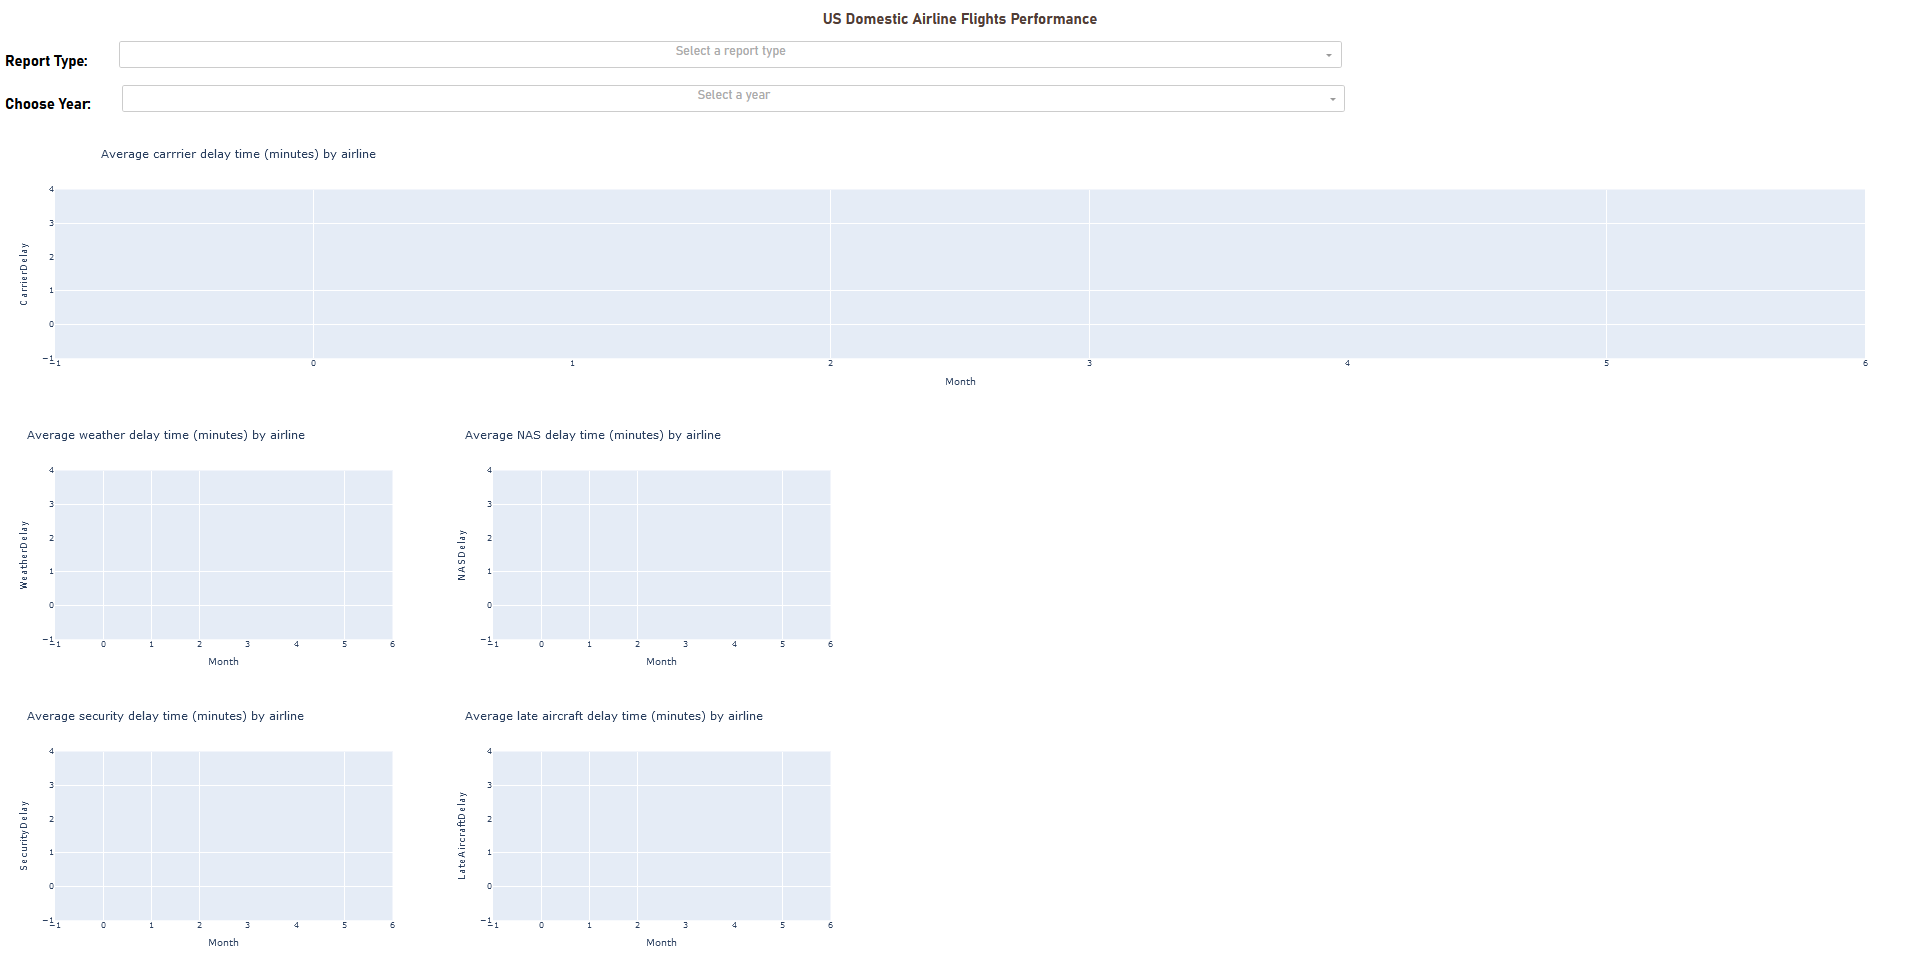 US Domestic Airline Flights Performance
Report Type:
Select a report type
Choose Year:
Select a year
Average carrrier delay time (minutes) by airline
CarrierDelay
4
3
2
1
0
−1
−1 0 1 2 3 4 5 6
Month
Average weather delay time (minutes) by airline
WeatherDelay
4
3
2
1
0
−1
−1 0 1 2 3 4 5 6
Month
Average NAS delay time (minutes) by airline
NASDelay
4
3
2
1
0
−1
−1 0 1 2 3 4 5 6
Month
Average security delay time (minutes) by airline
SecurityDelay
4
3
2
1
0
−1
−1 0 1 2 3 4 5 6
Month
Average late aircraft delay time (minutes) by airline
LateAircraftDelay
4
3
2
1
0
−1
−1 0 1 2 3 4 5 6
Month